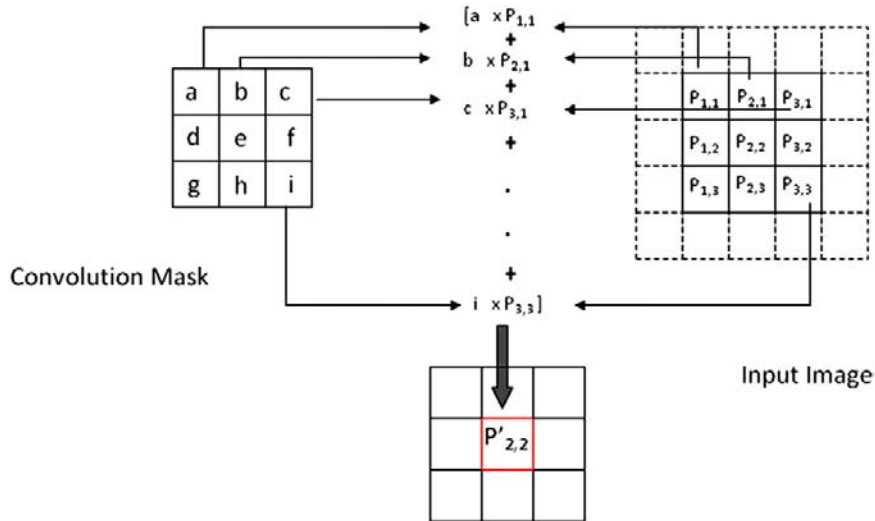 [a x P1,1
+
b x P2,1
+
c x P3,1
+
.
.
+
i x P3,3]
a b c
d e f
g h i
P1,1 P2,1 P3,1
P1,2 P2,2 P3,2
P1,3 P2,3 P3,3
Convolution Mask
Input Image
P'2,2